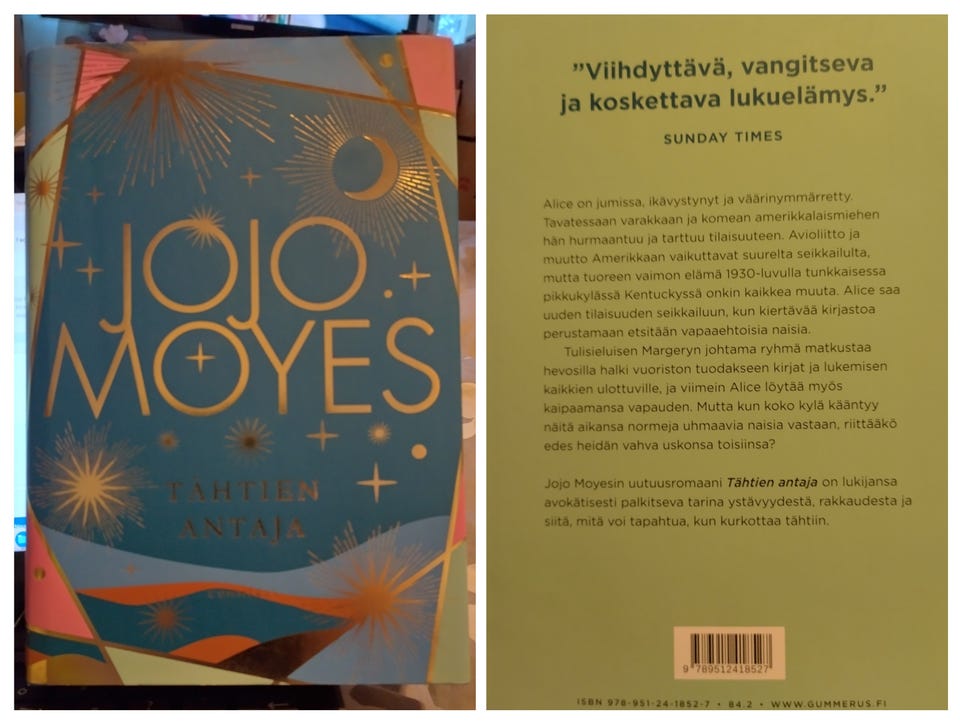 JOJO
MOYES
TÄHTIEN
ANTAJA
”Viihdyttävä, vangitseva
ja koskettava lukuelämys.”
SUNDAY TIMES
Alice on jumissa, ikävystynyt ja väärinymmärretty.
Tavatessaan varakkaan ja komean amerikkalaismiehen
hän hurmaantuu ja tarttuu tilaisuuteen. Avioliitto ja
muutto Amerikkaan vaikuttavat suurelta seikkailulta,
mutta tuoreen vaimon elämä 1930-luvulla tunkkaisessa
pikkukylässä Kentuckyssä onkin kaikkea muuta. Alice saa
uuden tilaisuuden seikkailuun, kun kiertävää kirjastoa
perustamaan etsitään vapaaehtoisia naisia.
Tulisieluisen Margeryn johtama ryhmä matkustaa
hevosilla halki vuoriston tuodakseen kirjat ja lukemisen
kaikkien ulottuville, ja viimein Alice löytää myös
kaipaamansa vapauden. Mutta kun koko kylä kääntyy
näitä aikansa normeja uhmaavia naisia vastaan, riittääkö
edes heidän vahva uskonsa toisiinsa?
Jojo Moyesin uutuusromaani Tähtien antaja on lukijansa
avokätisesti palkitseva tarina ystävyydestä, rakkaudesta ja
siitä, mitä voi tapahtua, kun kurkottaa tähtiin.
9 789512 418527
ISBN 978-951-24-1852-7 • 84.2 • WWW.GUMMERUS.FI